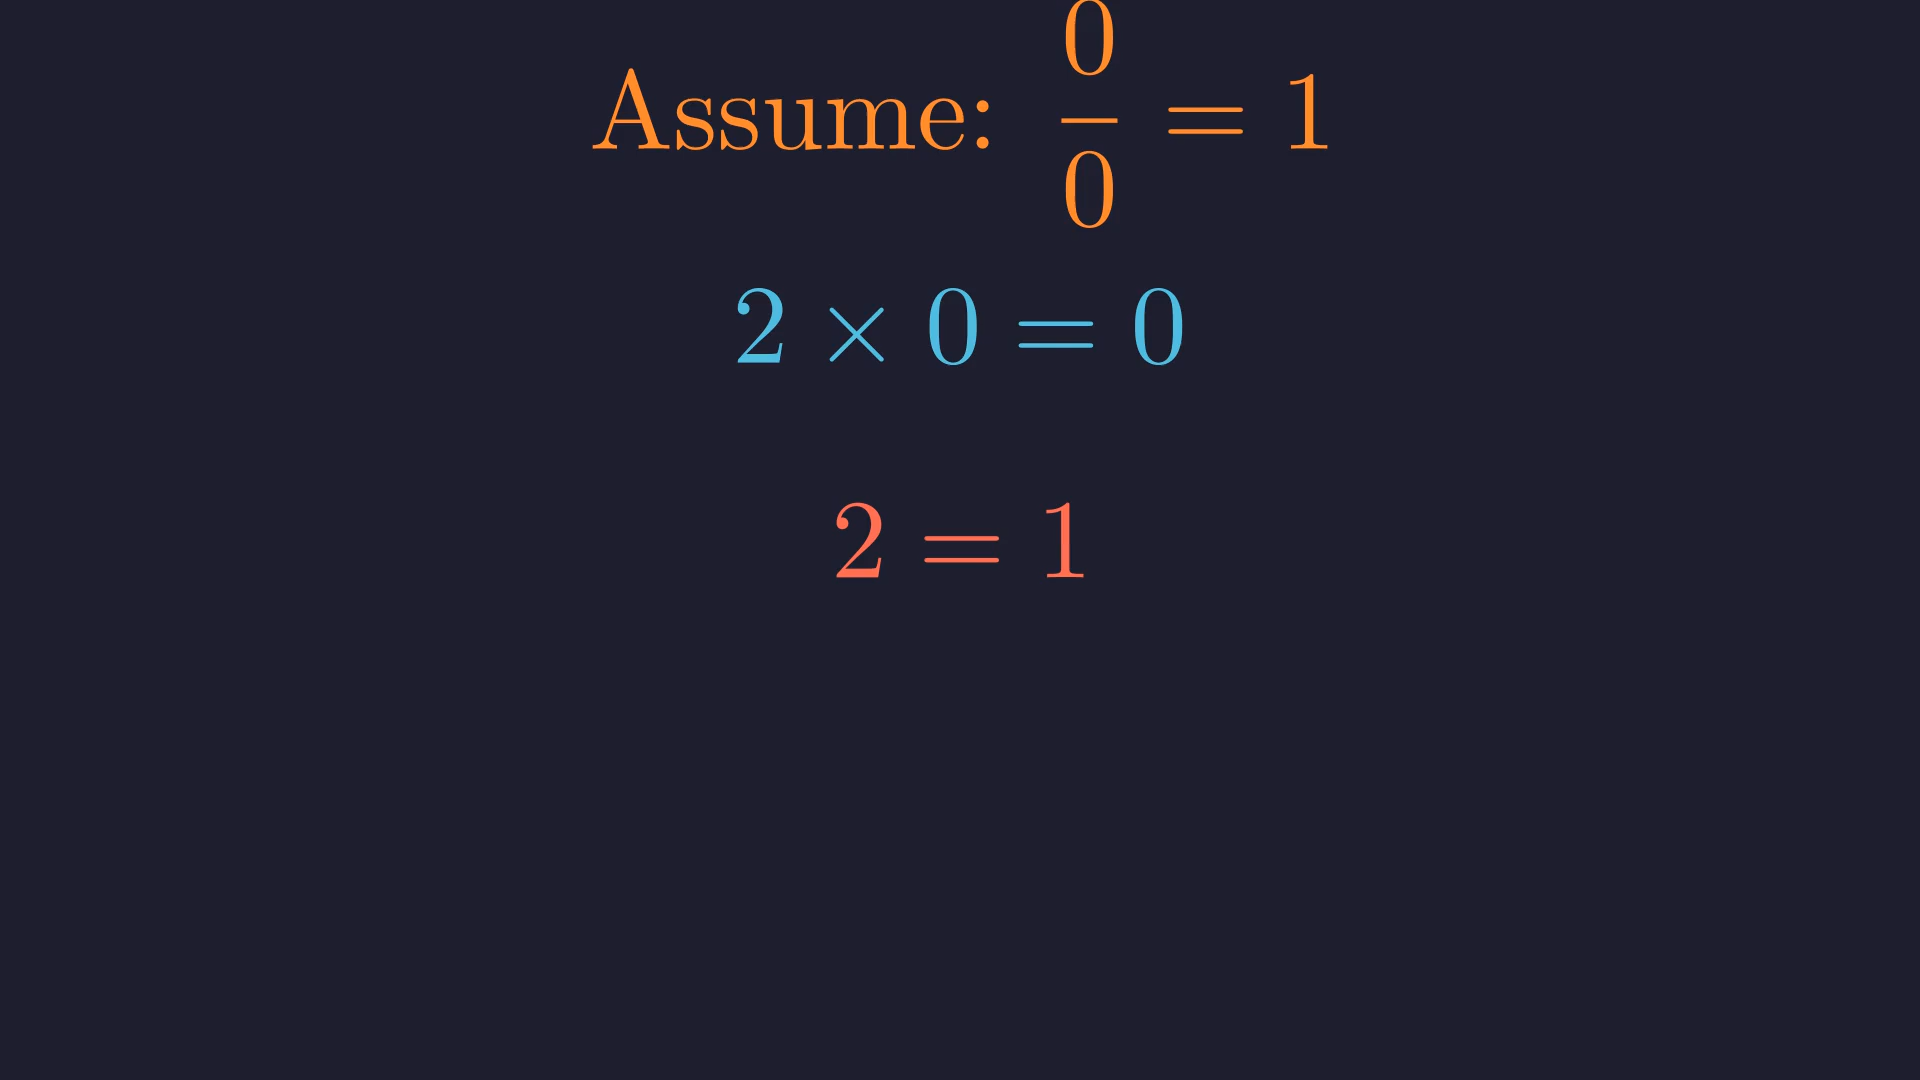 Assume: 0/0 = 1
2 × 0 = 0
2 = 1